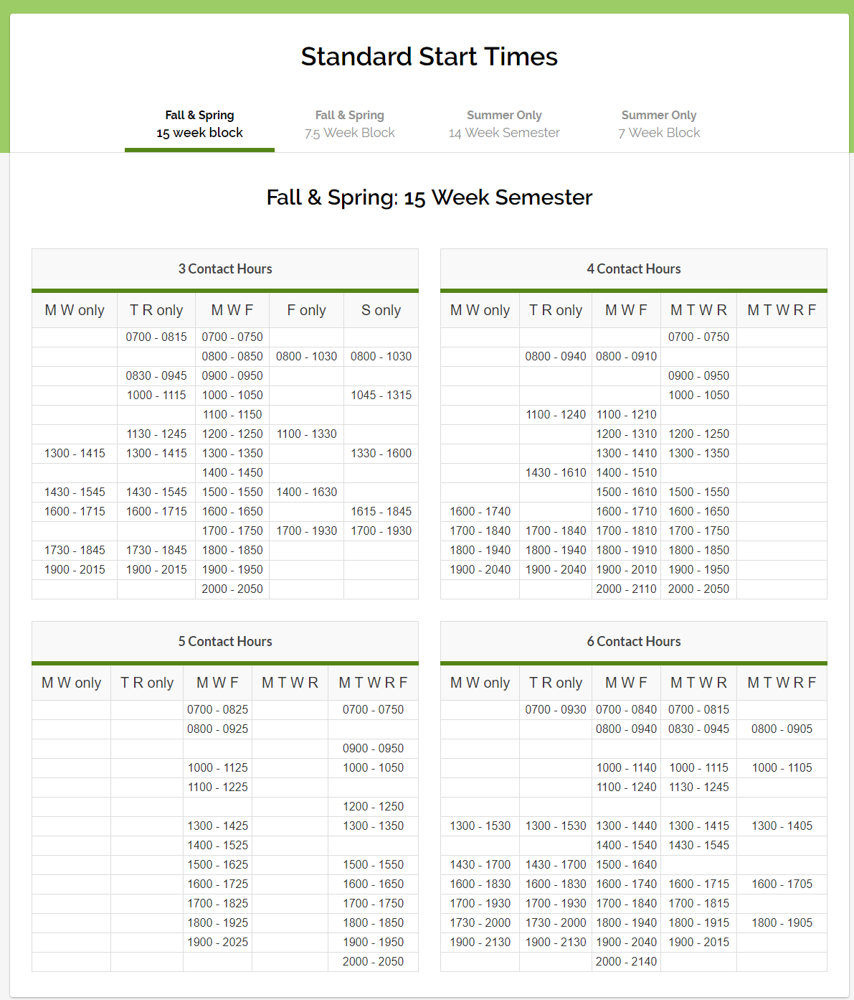 Standard Start Times
Fall & Spring
15 week block
Fall & Spring
7.5 Week Block
Summer Only
14 Week Semester
Summer Only
7 Week Block
Fall & Spring: 15 Week Semester
3 Contact Hours
M W only T R only M W F F only S only
0700 - 0815 0700 - 0750
0800 - 0850 0800 - 1030 0800 - 1030
0830 - 0945 0900 - 0950
1000 - 1115 1000 - 1050 1045 - 1315
1100 - 1150
1130 - 1245 1200 - 1250 1100 - 1330
1300 - 1415 1300 - 1415 1300 - 1350 1330 - 1600
1400 - 1450
1430 - 1545 1430 - 1545 1500 - 1550 1400 - 1630
1600 - 1715 1600 - 1715 1600 - 1650 1615 - 1845
1700 - 1750 1700 - 1930 1700 - 1930
1730 - 1845 1730 - 1845 1800 - 1850
1900 - 2015 1900 - 2015 1900 - 1950
2000 - 2050
4 Contact Hours
M W only T R only M W F M T W R M T W R F
0700 - 0750
0800 - 0940 0800 - 0910
0900 - 0950
1000 - 1050
1100 - 1240 1100 - 1210
1200 - 1310 1200 - 1250
1300 - 1410 1300 - 1350
1430 - 1610 1400 - 1510
1500 - 1610 1500 - 1550
1600 - 1740 1600 - 1710 1600 - 1650
1700 - 1840 1700 - 1840 1700 - 1810 1700 - 1750
1800 - 1940 1800 - 1940 1800 - 1910 1800 - 1850
1900 - 2040 1900 - 2040 1900 - 2010 1900 - 1950
2000 - 2110 2000 - 2050
5 Contact Hours
M W only T R only M W F M T W R M T W R F
0700 - 0825 0700 - 0750
0800 - 0925
0900 - 0950
1000 - 1125 1000 - 1050
1100 - 1225
1200 - 1250
1300 - 1425 1300 - 1350
1400 - 1525
1500 - 1625 1500 - 1550
1600 - 1725 1600 - 1650
1700 - 1825 1700 - 1750
1800 - 1925 1800 - 1850
1900 - 2025 1900 - 1950
2000 - 2050
6 Contact Hours
M W only T R only M W F M T W R M T W R F
0700 - 0930 0700 - 0840 0700 - 0815
0800 - 0940 0830 - 0945 0800 - 0905
1000 - 1140 1000 - 1115 1000 - 1105
1100 - 1240 1130 - 1245
1300 - 1530 1300 - 1530 1300 - 1440 1300 - 1415 1300 - 1405
1400 - 1540 1430 - 1545
1430 - 1700 1430 - 1700 1500 - 1640
1600 - 1830 1600 - 1830 1600 - 1740 1600 - 1715 1600 - 1705
1700 - 1930 1700 - 1930 1700 - 1840 1700 - 1815
1730 - 2000 1730 - 2000 1800 - 1940 1800 - 1915 1800 - 1905
1900 - 2130 1900 - 2130 1900 - 2040 1900 - 2015
2000 - 2140